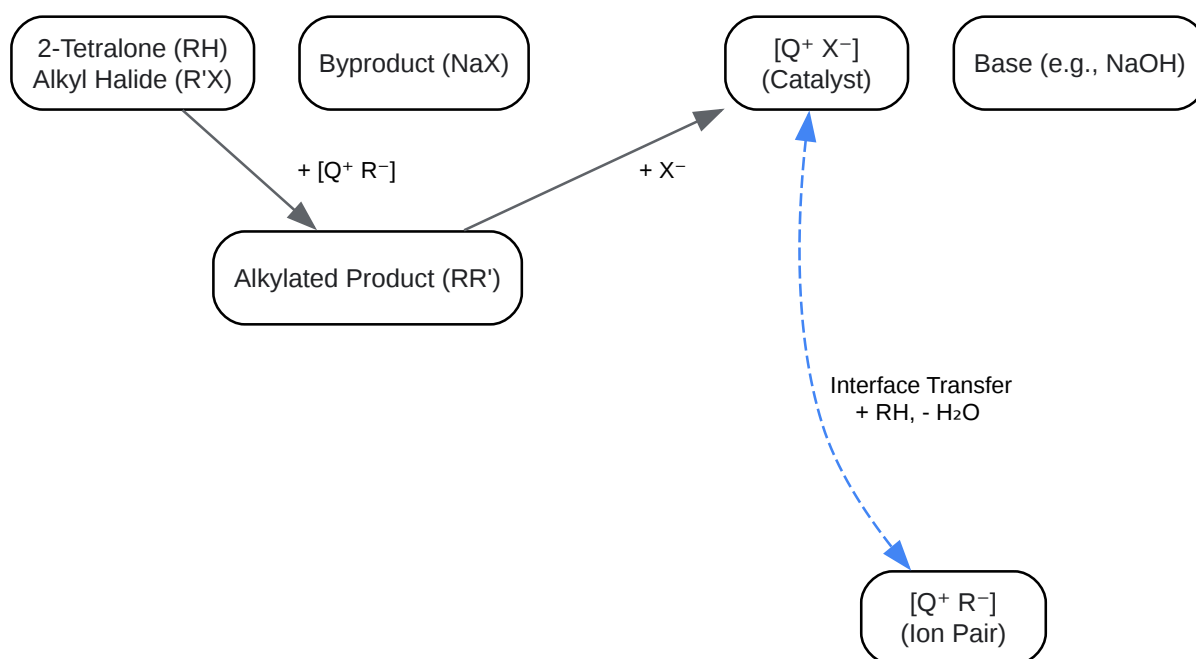 2-Tetralone (RH)
Alkyl Halide (R'X)
Byproduct (NaX)
[Q⁺ X⁻]
(Catalyst)
Base (e.g., NaOH)
+ [Q⁺ R⁻]
+ X⁻
Alkylated Product (RR')
Interface Transfer
+ RH, - H₂O
[Q⁺ R⁻]
(Ion Pair)